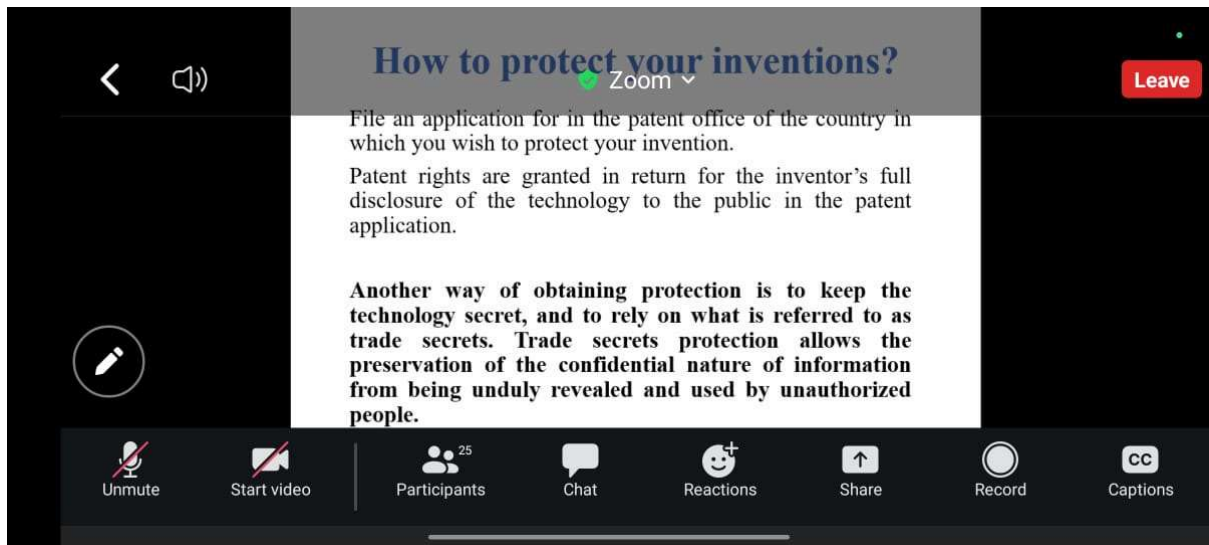 How to protect your inventions?
Zoom
Leave
File an application for in the patent office of the country in
which you wish to protect your invention.
Patent rights are granted in return for the inventor's full
disclosure of the technology to the public in the patent
application.
Another way of obtaining protection is to keep the
technology secret, and to rely on what is referred to as
trade secrets. Trade secrets protection allows the
preservation of the confidential nature of information
from being unduly revealed and used by unauthorized
people.
25
CC
Unmute Start video Participants Chat Reactions Share Record Captions